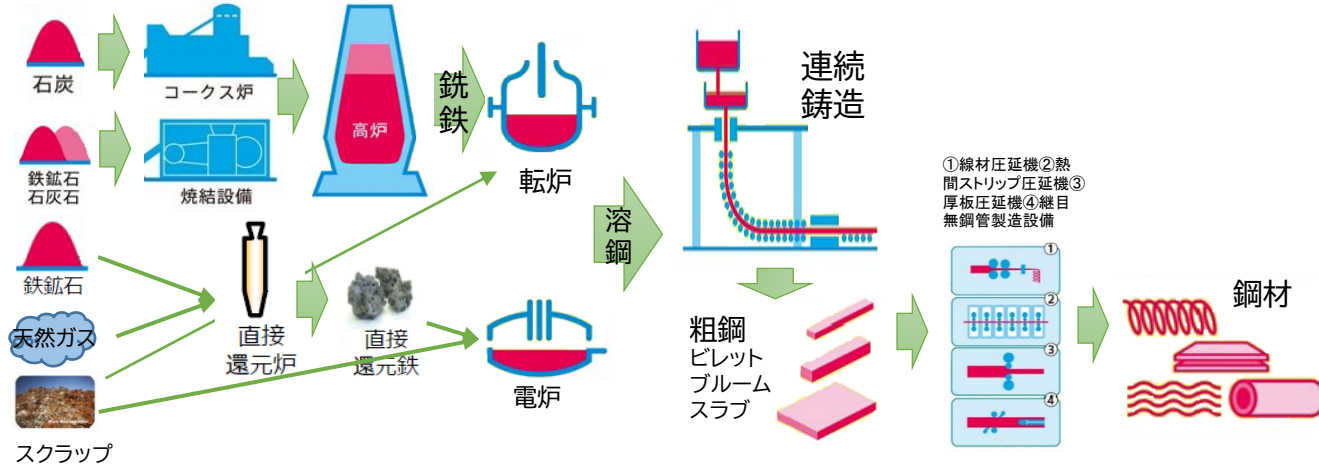 石炭
コークス炉
高炉
銑
鉄
転炉
鉄鉱石
石灰石
焼結設備
鉄鉱石
天然ガス
スクラップ
直接
還元炉
直接
還元鉄
電炉
溶
鋼
連続
鋳造
粗鋼
ビレット
ブルーム
スラブ
①線材圧延機②熱
間ストリップ圧延機③
厚板圧延機④継目
無鋼管製造設備
①
②
③
④
鋼材